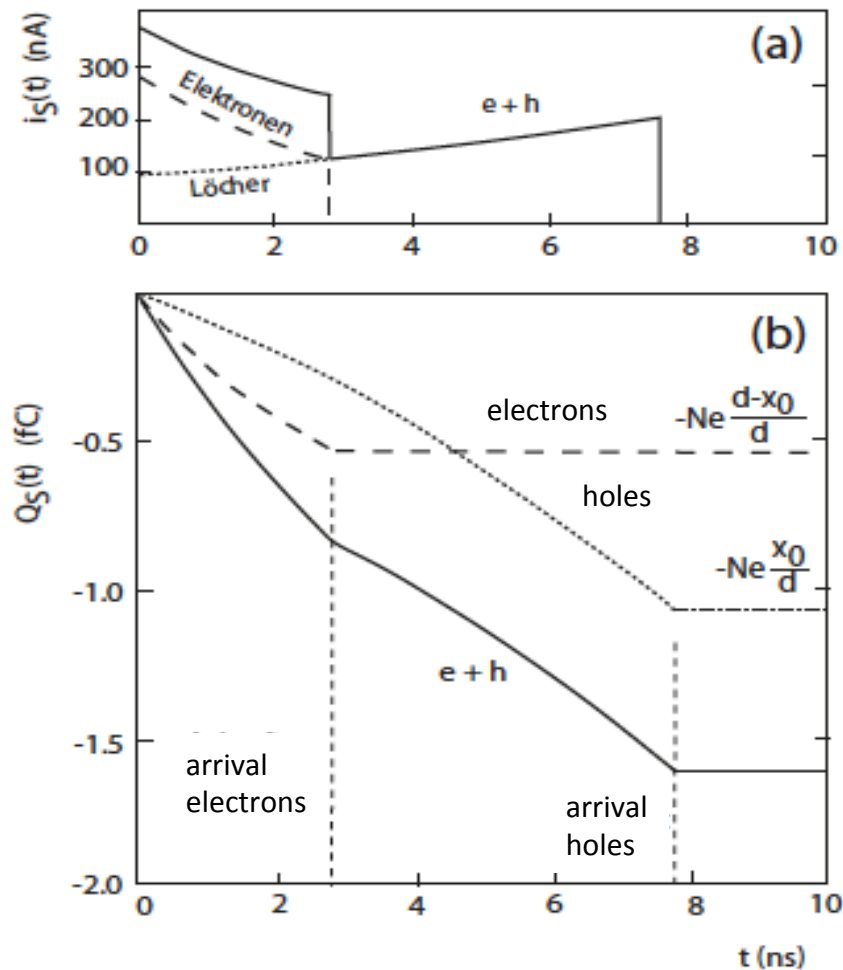 (a)
iS(t) (nA)
300
200
100
Elektronen
Löcher
e + h
0
2
4
6
8
10
(b)
QS(t) (fC)
-0.5
-1.0
-1.5
-2.0
electrons
-Ne d-x0
d
holes
-Ne x0
d
e + h
arrival
electrons
arrival
holes
0
2
4
6
8
10
t (ns)